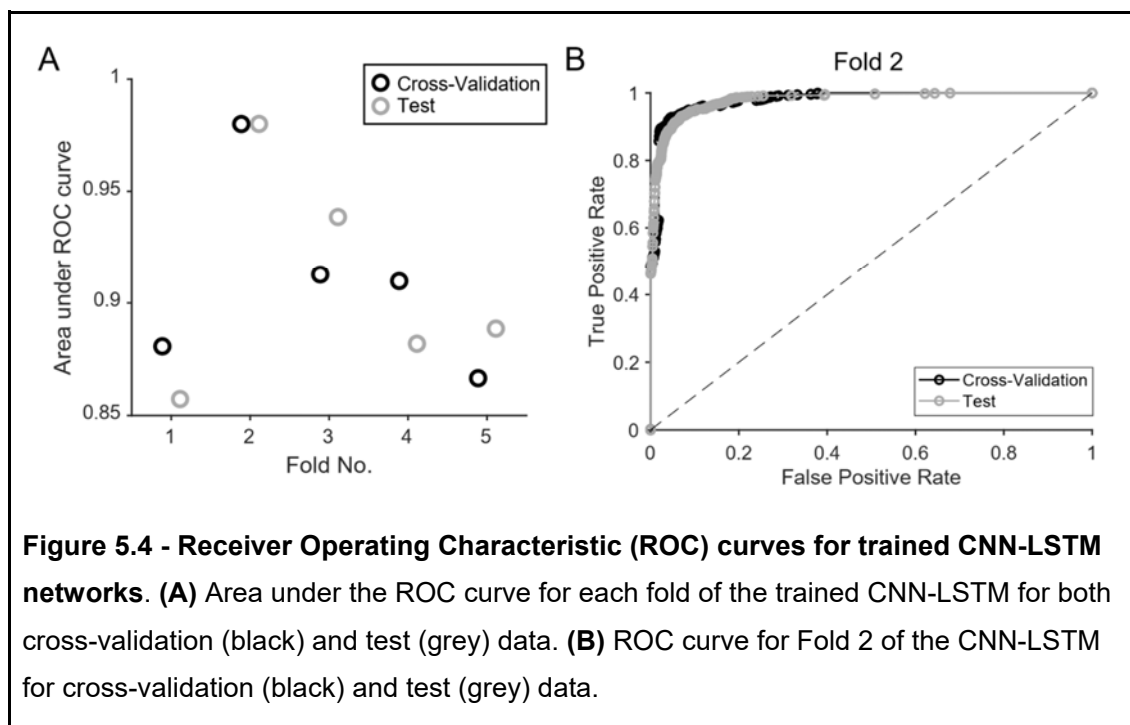 A
Area under ROC curve
1
0.95
0.9
0.85
1 2 3 4 5
Fold No.
Cross-Validation
Test
B
Fold 2
True Positive Rate
1
0.8
0.6
0.4
0.2
0
0 0.2 0.4 0.6 0.8 1
False Positive Rate
Cross-Validation
Test
Figure 5.4 - Receiver Operating Characteristic (ROC) curves for trained CNN-LSTM
networks. (A) Area under the ROC curve for each fold of the trained CNN-LSTM for both
cross-validation (black) and test (grey) data. (B) ROC curve for Fold 2 of the CNN-LSTM
for cross-validation (black) and test (grey) data.